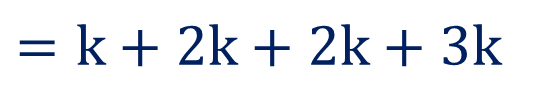 = k + 2k + 2k + 3k